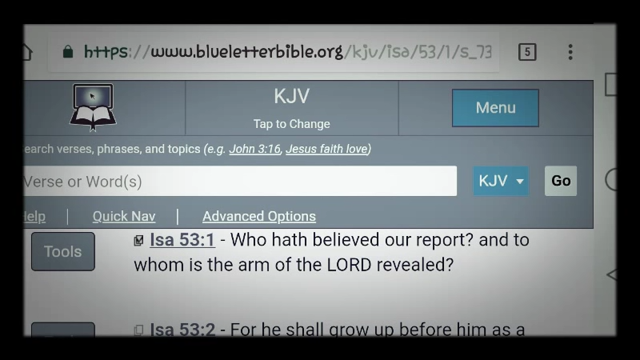 https://www.blueletterbible.org/kjv/isa/53/1/s_73
5
KJV
Tap to Change
Menu
earch verses, phrases, and topics (e.g. John 3:16, Jesus faith love)
Verse or Word(s)
KJV
Go
elp | Quick Nav | Advanced Options
Tools
Isa 53:1 - Who hath believed our report? and to
whom is the arm of the LORD revealed?
Isa 53:2 - For he shall grow up before him as a